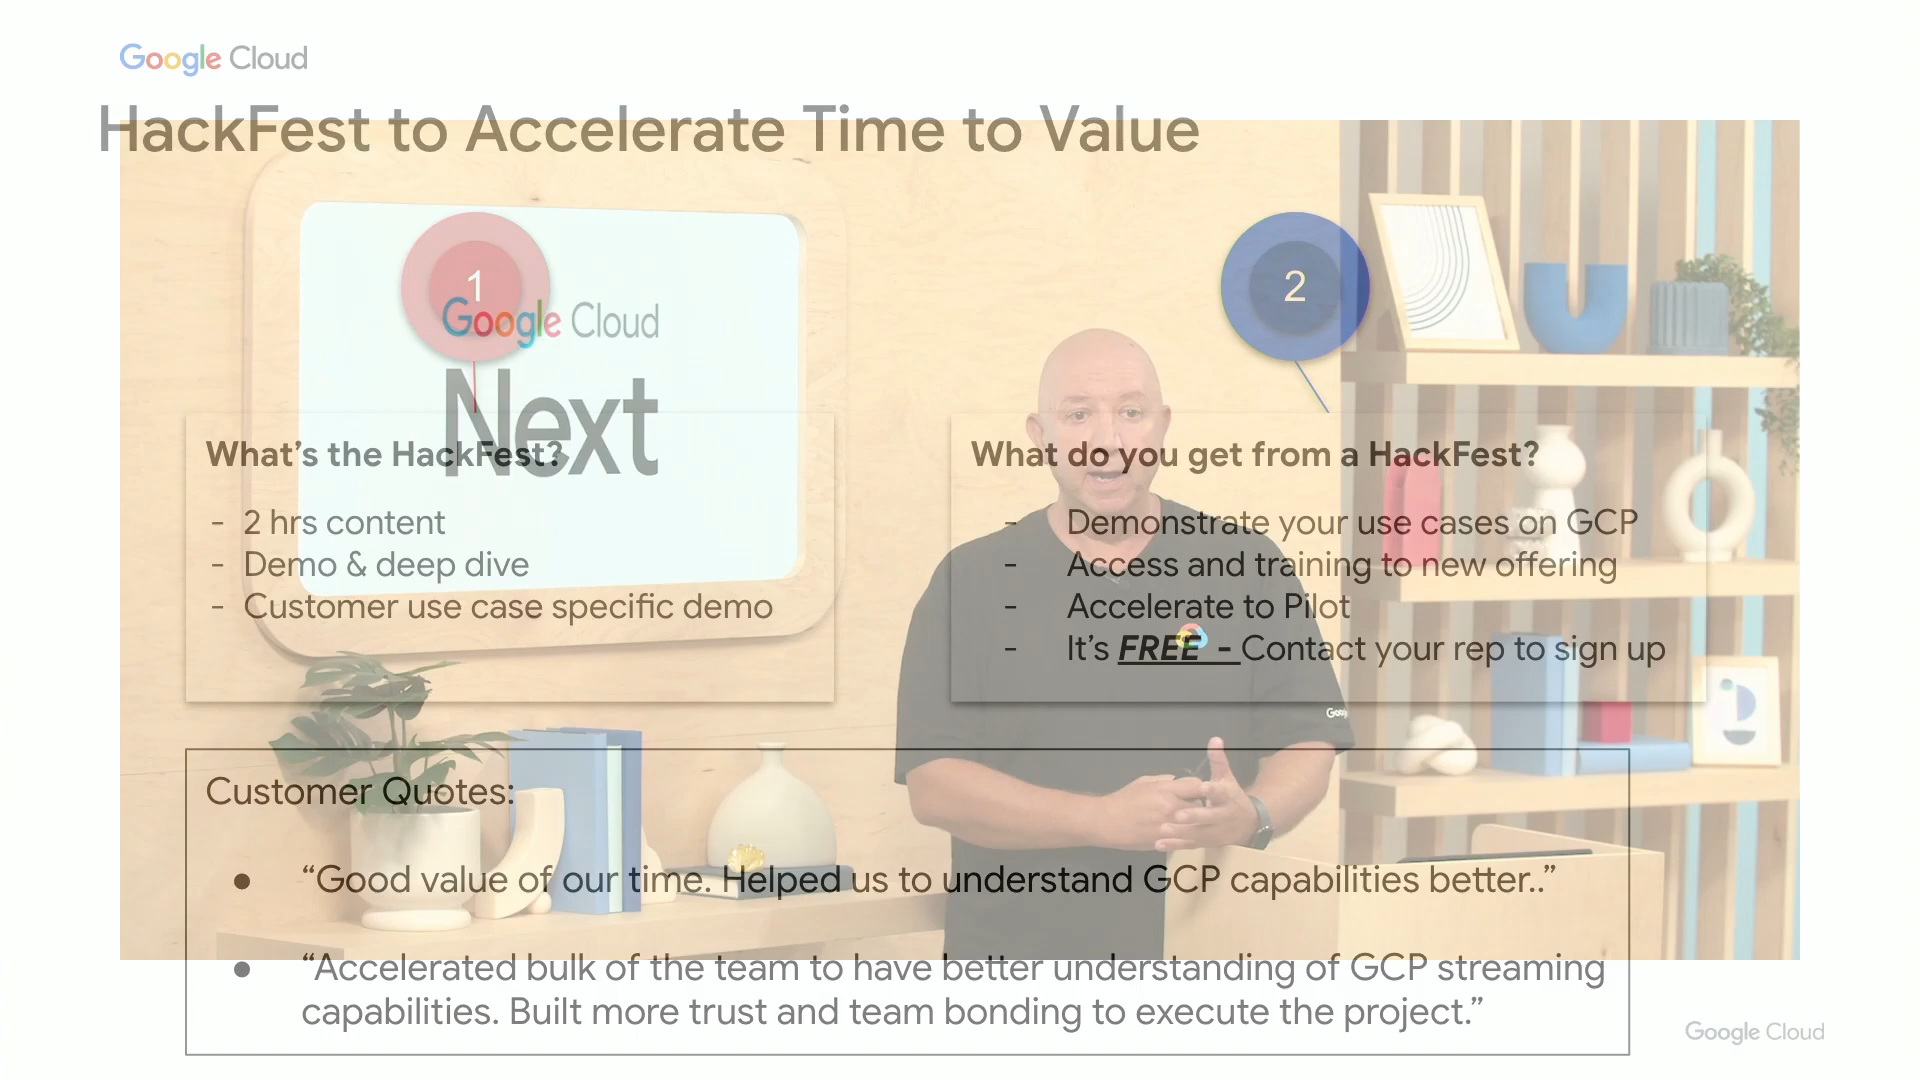 Google Cloud
HackFest to Accelerate Time to Value
1
2
Google Cloud
Next
What’s the HackFest?
- 2 hrs content
- Demo & deep dive
- Customer use case specific demo
What do you get from a HackFest?
- Demonstrate your use cases on GCP
- Access and training to new offering
- Accelerate to Pilot
- It’s FREE - Contact your rep to sign up
Customer Quotes:
● “Good value of our time. Helped us to understand GCP capabilities better..”
● “Accelerated bulk of the team to have better understanding of GCP streaming
capabilities. Built more trust and team bonding to execute the project.”
Google Cloud